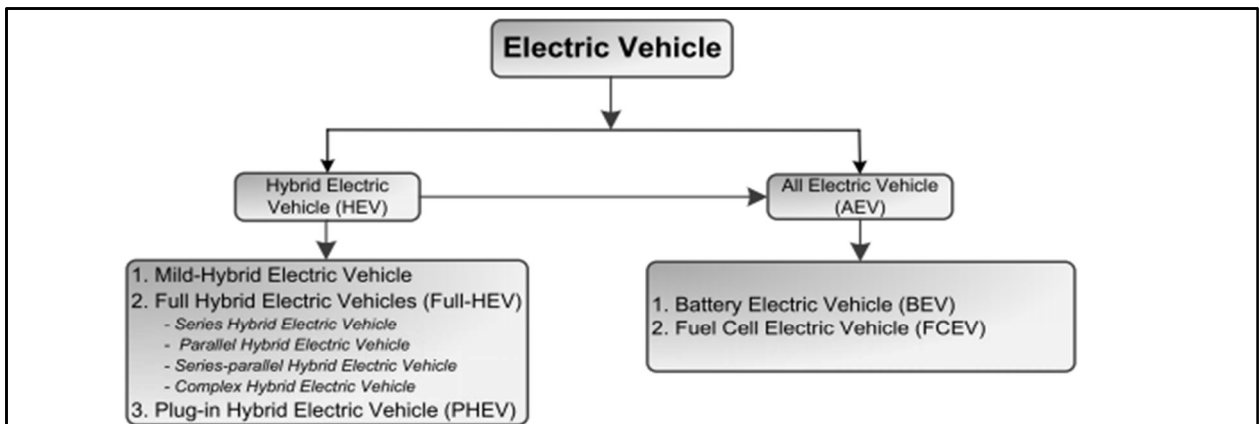 Electric Vehicle
Hybrid Electric
Vehicle (HEV)
All Electric Vehicle
(AEV)
1. Mild-Hybrid Electric Vehicle
2. Full Hybrid Electric Vehicles (Full-HEV)
- Series Hybrid Electric Vehicle
- Parallel Hybrid Electric Vehicle
- Series-parallel Hybrid Electric Vehicle
- Complex Hybrid Electric Vehicle
3. Plug-in Hybrid Electric Vehicle (PHEV)
1. Battery Electric Vehicle (BEV)
2. Fuel Cell Electric Vehicle (FCEV)